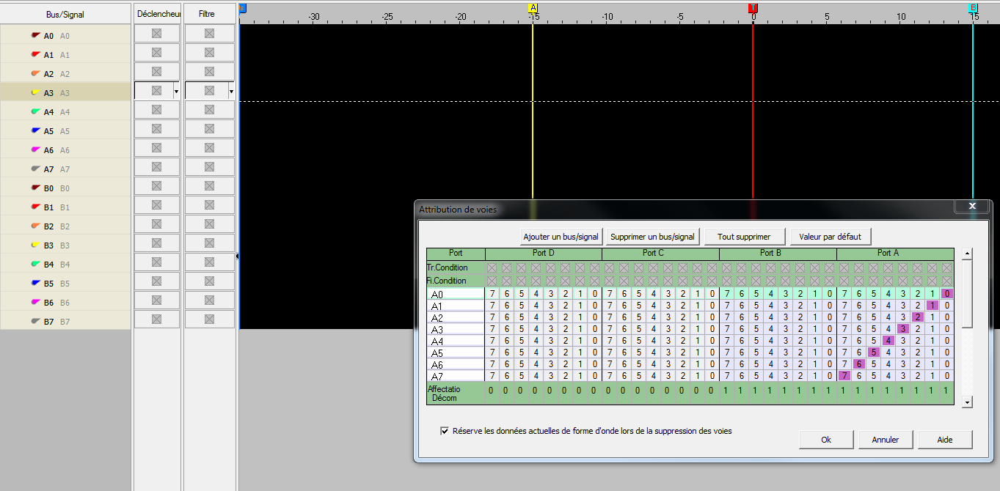 Bus/Signal Déclencheur Filtre
A T B
-30 -25 -20 -15 -10 -5 0 5 10 15
A0 A0
A1 A1
A2 A2
A3 A3
A4 A4
A5 A5
A6 A6
A7 A7
B0 B0
B1 B1
B2 B2
B3 B3
B4 B4
B5 B5
B6 B6
B7 B7
Attribution de voies
Ajouter un bus/signal Supprimer un bus/signal Tout supprimer Valeur par défaut
Port Port D Port C Port B Port A
Tr.Condition
Fi.Condition
A0 7 6 5 4 3 2 1 0 7 6 5 4 3 2 1 0 7 6 5 4 3 2 1 0 7 6 5 4 3 2 1 0
A1 7 6 5 4 3 2 1 0 7 6 5 4 3 2 1 0 7 6 5 4 3 2 1 0 7 6 5 4 3 2 1 0
A2 7 6 5 4 3 2 1 0 7 6 5 4 3 2 1 0 7 6 5 4 3 2 1 0 7 6 5 4 3 2 1 0
A3 7 6 5 4 3 2 1 0 7 6 5 4 3 2 1 0 7 6 5 4 3 2 1 0 7 6 5 4 3 2 1 0
A4 7 6 5 4 3 2 1 0 7 6 5 4 3 2 1 0 7 6 5 4 3 2 1 0 7 6 5 4 3 2 1 0
A5 7 6 5 4 3 2 1 0 7 6 5 4 3 2 1 0 7 6 5 4 3 2 1 0 7 6 5 4 3 2 1 0
A6 7 6 5 4 3 2 1 0 7 6 5 4 3 2 1 0 7 6 5 4 3 2 1 0 7 6 5 4 3 2 1 0
A7 7 6 5 4 3 2 1 0 7 6 5 4 3 2 1 0 7 6 5 4 3 2 1 0 7 6 5 4 3 2 1 0
Affectatio 0 0 0 0 0 0 0 0 0 0 0 0 0 0 0 0 1 1 1 1 1 1 1 1 1 1 1 1 1 1 1 1
Décom
Réserve les données actuelles de forme d'onde lors de la suppression des voies
Ok Annuler Aide